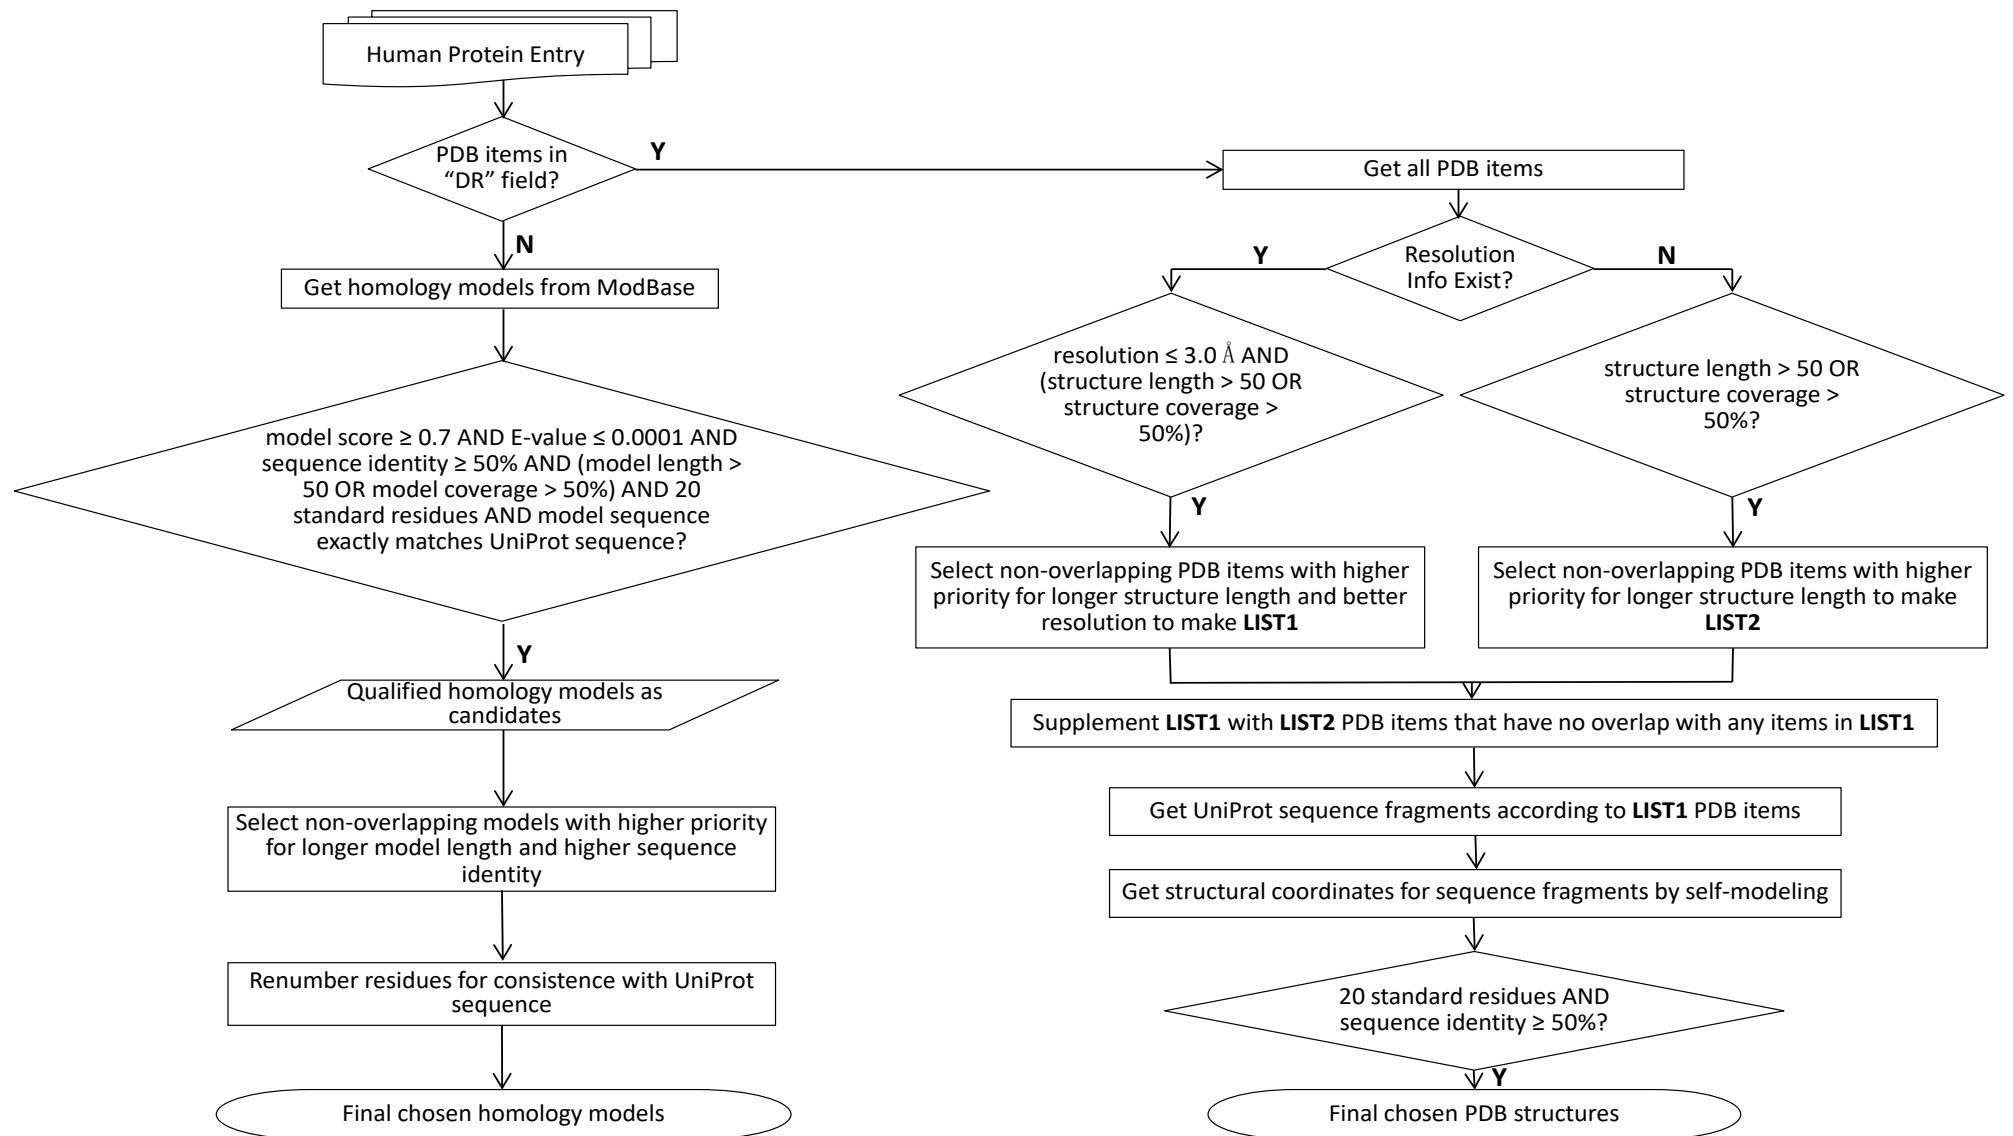 Human Protein Entry
PDB items in
“DR” field?
Y
N
Get homology models from ModBase
model score ≥ 0.7 AND E-value ≤ 0.0001 AND
sequence identity ≥ 50% AND (model length >
50 OR model coverage > 50%) AND 20
standard residues AND model sequence
exactly matches UniProt sequence?
Y
Qualified homology models as
candidates
Select non-overlapping models with higher priority
for longer model length and higher sequence
identity
Renumber residues for consistence with UniProt
sequence
Final chosen homology models
Get all PDB items
Resolution
Info Exist?
Y
N
resolution ≤ 3.0 Å AND
(structure length > 50 OR
structure coverage >
50%)?
Y
structure length > 50 OR
structure coverage >
50%?
Y
Select non-overlapping PDB items with higher
priority for longer structure length and better
resolution to make LIST1
Select non-overlapping PDB items with higher
priority for longer structure length to make
LIST2
Supplement LIST1 with LIST2 PDB items that have no overlap with any items in LIST1
Get UniProt sequence fragments according to LIST1 PDB items
Get structural coordinates for sequence fragments by self-modeling
20 standard residues AND
sequence identity ≥ 50%?
Y
Final chosen PDB structures